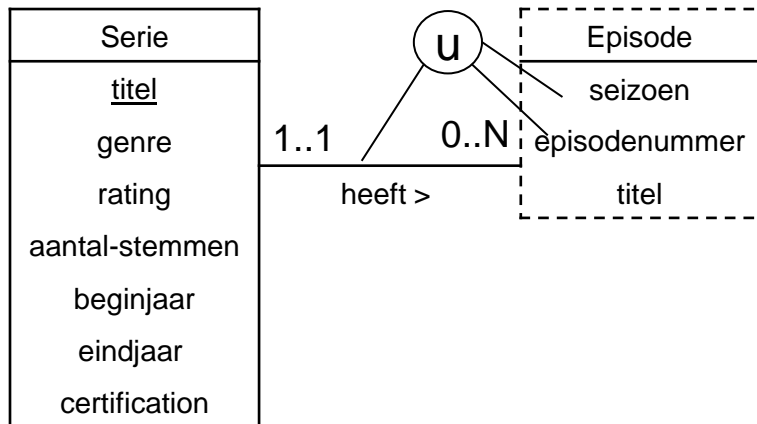 Serie
titel
genre
rating
aantal-stemmen
beginjaar
eindjaar
certification
1..1
0..N
heeft >
u
Episode
seizoen
episodenummer
titel